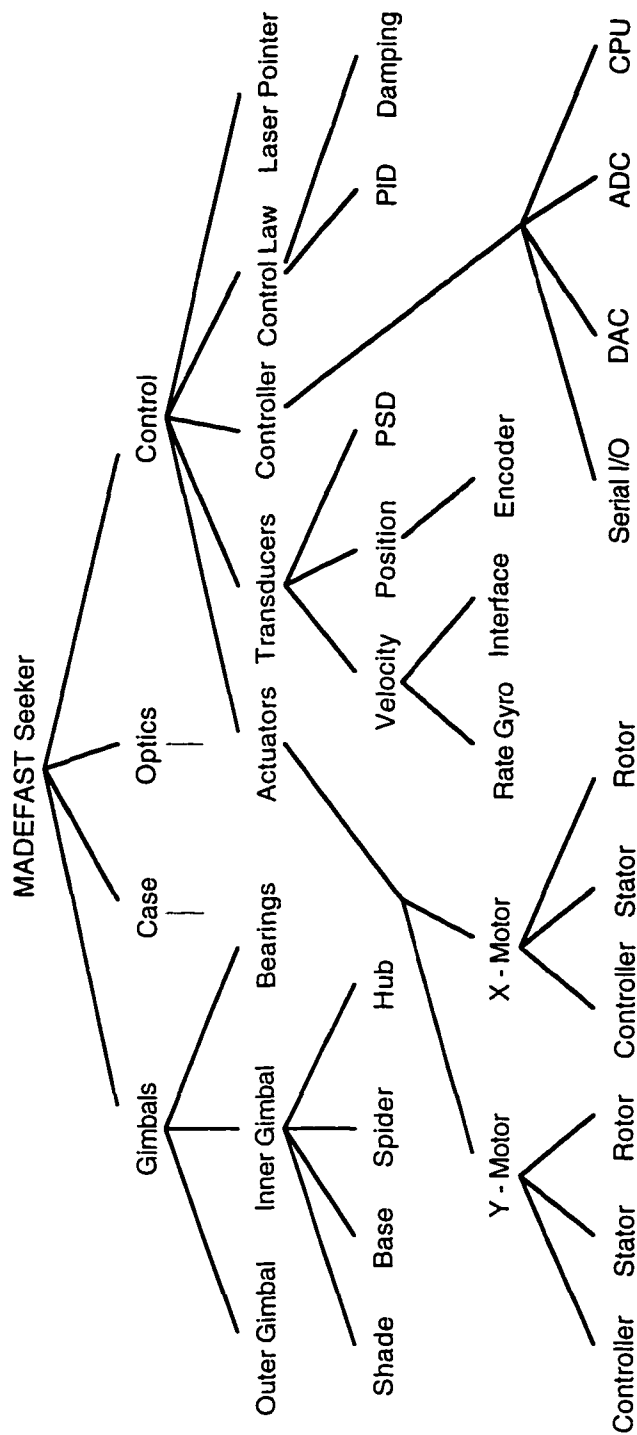 MADEFAST Seeker
Gimbals Case Optics Control
Outer Gimbal Inner Gimbal Bearings Actuators Transducers Controller Control Law Laser Pointer
Shade Base Spider Hub Velocity Position PSD PID Damping
Y - Motor X - Motor Rate Gyro Interface Encoder
Controller Stator Rotor Controller Stator Rotor Serial I/O DAC ADC CPU